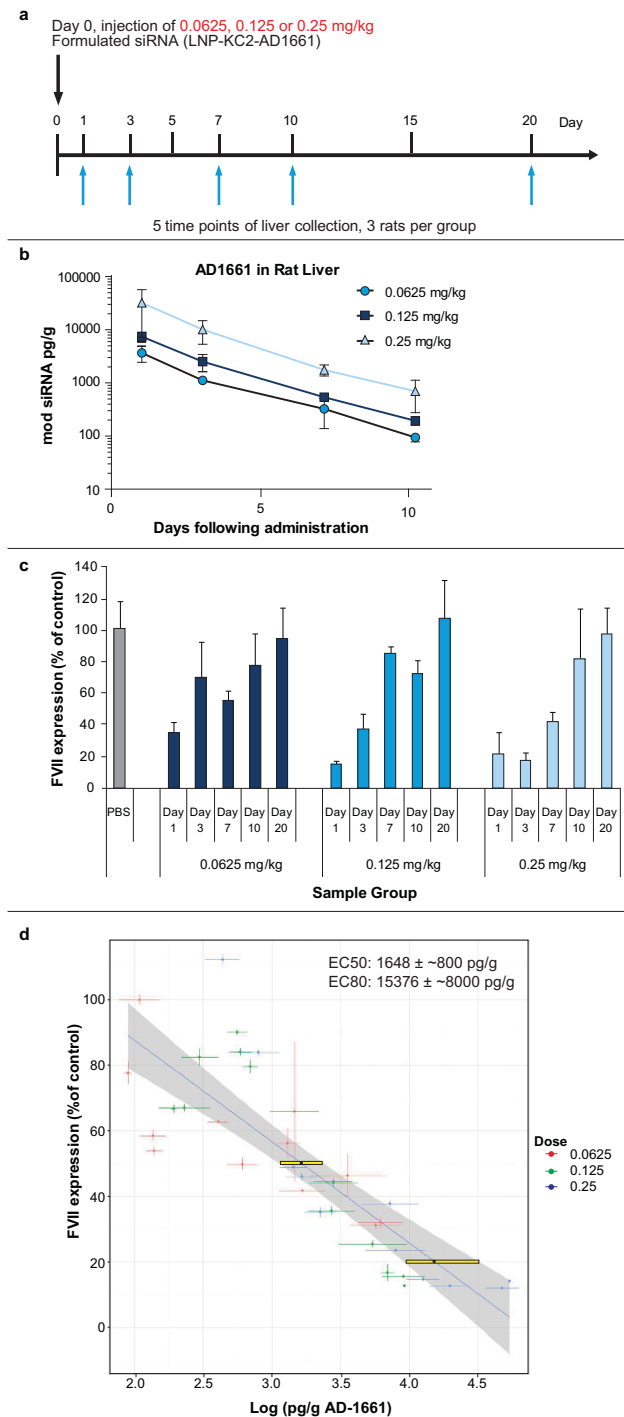 a
Day 0, injection of 0.0625, 0.125 or 0.25 mg/kg
Formulated siRNA (LNP-KC2-AD1661)
0 1 3 5 7 10 15 20 Day
5 time points of liver collection, 3 rats per group
b
AD1661 in Rat Liver
0.0625 mg/kg
0.125 mg/kg
0.25 mg/kg
mod siRNA pg/g
100000
10000
1000
100
10
0 5 10
Days following administration
c
FVII expression (% of control)
140
120
100
80
60
40
20
0
PBS Day 1 Day 3 Day 7 Day 10 Day 20 Day 1 Day 3 Day 7 Day 10 Day 20 Day 1 Day 3 Day 7 Day 10 Day 20
0.0625 mg/kg 0.125 mg/kg 0.25 mg/kg
Sample Group
d
EC50: 1648 ± ~800 pg/g
EC80: 15376 ± ~8000 pg/g
FVII expression (%of control)
100
80
60
40
20
0
Dose
0.0625
0.125
0.25
2.0 2.5 3.0 3.5 4.0 4.5
Log (pg/g AD-1661)